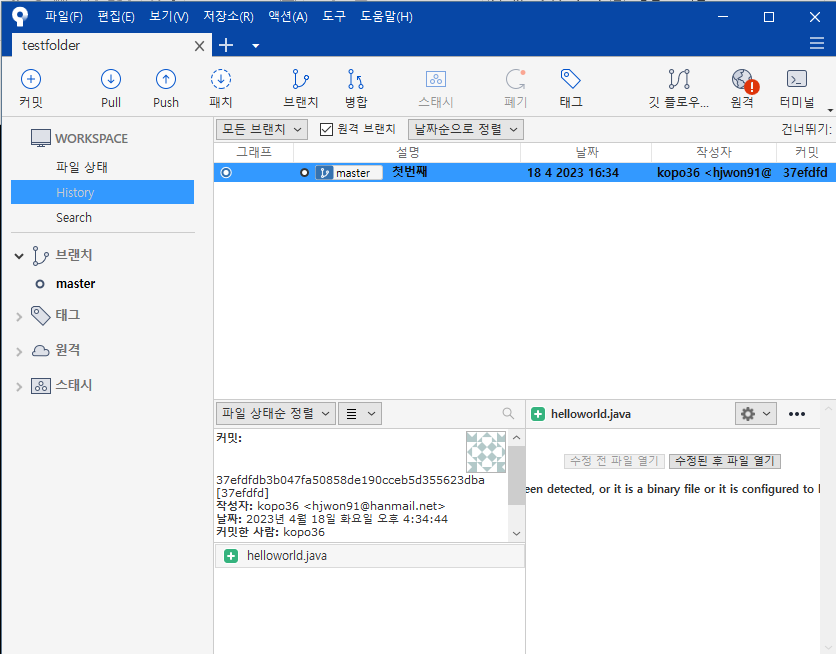 파일(F) 편집(E) 보기(V) 저장소(R) 액션(A) 도구 도움말(H)
testfolder
커밋 Pull Push 패치 브랜치 병합 스태시 폐기 태그 깃 플로우... 원격 터미널
WORKSPACE
파일 상태
History
Search
브랜치
master
태그
원격
스태시
모든 브랜치 원격 브랜치 날짜순으로 정렬 건너뛰기:
그래프 설명 날짜 작성자 커밋
master 첫번째 18 4 2023 16:34 kopo36 <hjwon91@ 37efdfd
파일 상태순 정렬
커밋:
37efdfdb3b047fa50858de190cceb5d355623dba
[37efdfd]
작성자: kopo36 <hjwon91@hanmail.net>
날짜: 2023년 4월 18일 화요일 오후 4:34:44
커밋한 사람: kopo36
helloworld.java
helloworld.java
수정 전 파일 열기 수정된 후 파일 열기
een detected, or it is a binary file or it is configured to